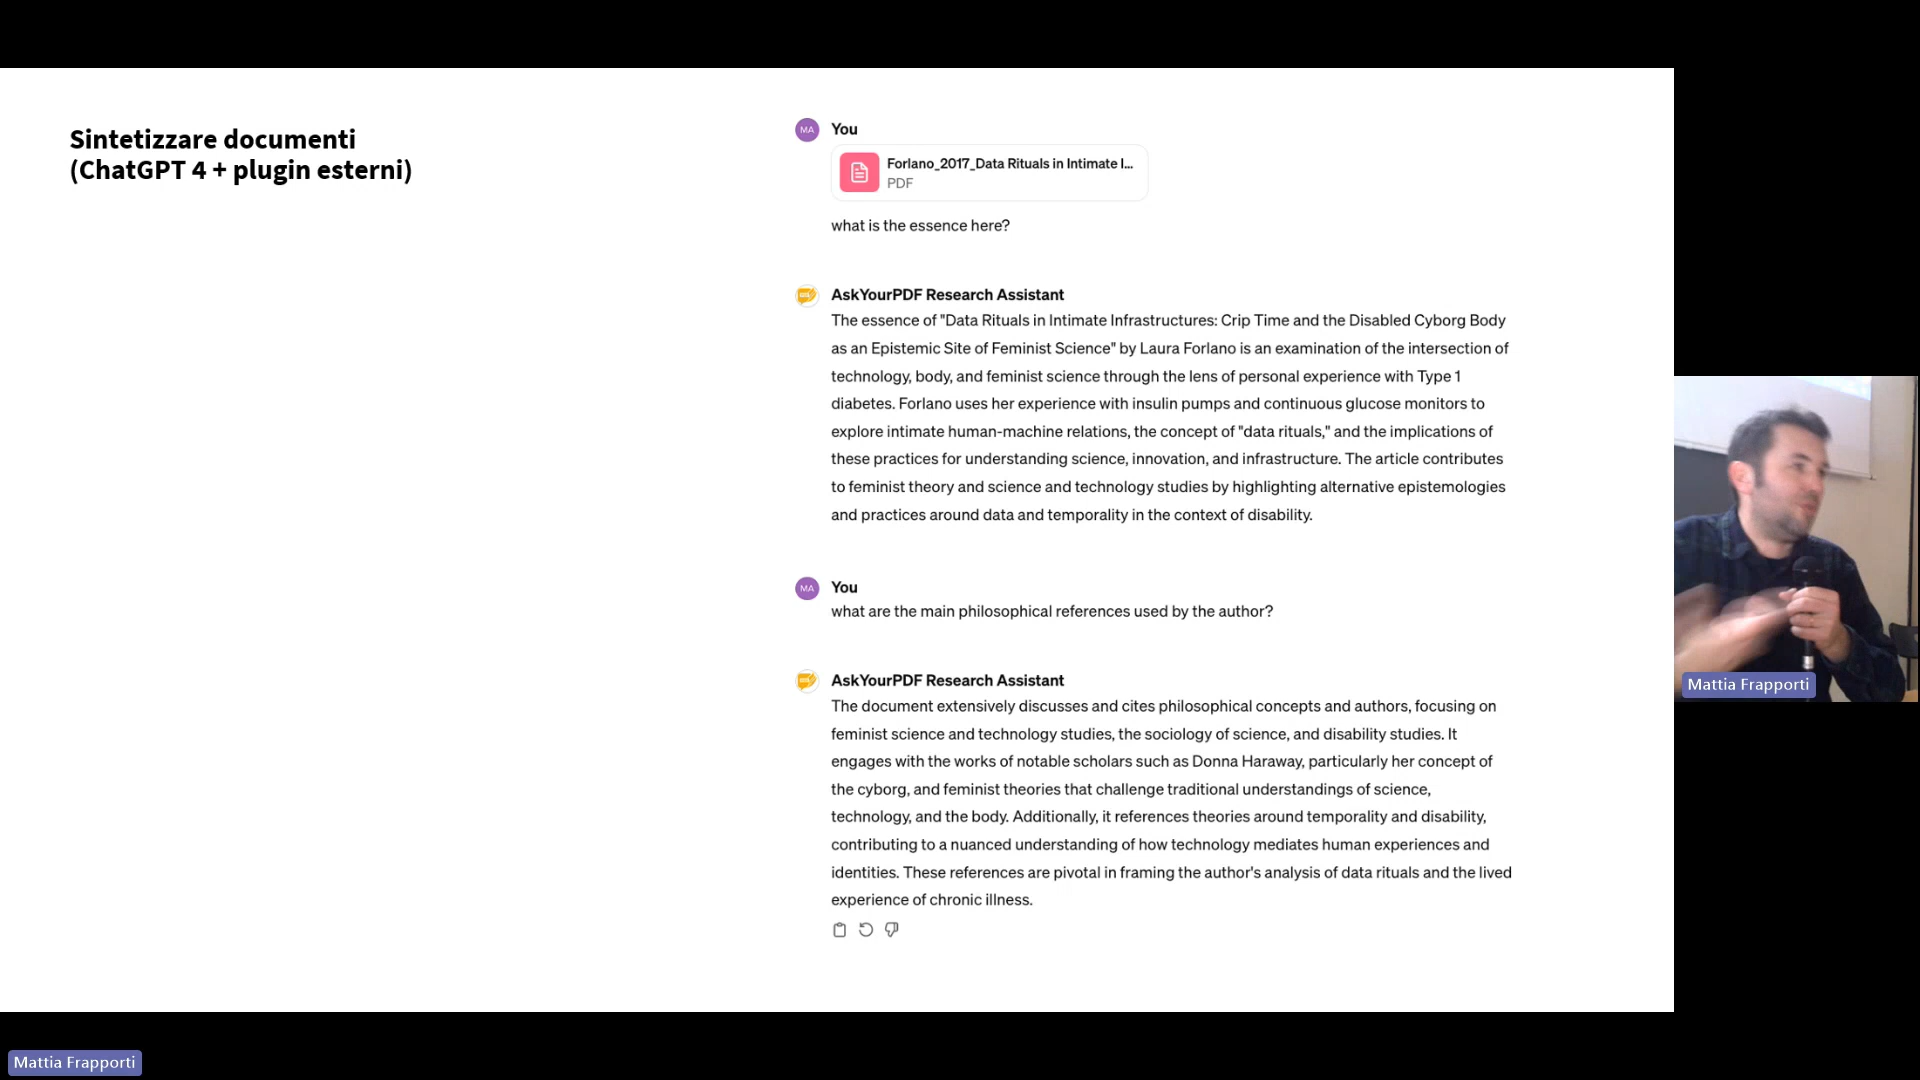 Sintetizzare documenti
(ChatGPT 4 + plugin esterni)
MA
You
Forlano_2017_Data Rituals in Intimate I...
PDF
what is the essence here?
AskYourPDF Research Assistant
The essence of "Data Rituals in Intimate Infrastructures: Crip Time and the Disabled Cyborg Body
as an Epistemic Site of Feminist Science" by Laura Forlano is an examination of the intersection of
technology, body, and feminist science through the lens of personal experience with Type 1
diabetes. Forlano uses her experience with insulin pumps and continuous glucose monitors to
explore intimate human-machine relations, the concept of "data rituals," and the implications of
these practices for understanding science, innovation, and infrastructure. The article contributes
to feminist theory and science and technology studies by highlighting alternative epistemologies
and practices around data and temporality in the context of disability.
MA
You
what are the main philosophical references used by the author?
AskYourPDF Research Assistant
The document extensively discusses and cites philosophical concepts and authors, focusing on
feminist science and technology studies, the sociology of science, and disability studies. It
engages with the works of notable scholars such as Donna Haraway, particularly her concept of
the cyborg, and feminist theories that challenge traditional understandings of science,
technology, and the body. Additionally, it references theories around temporality and disability,
contributing to a nuanced understanding of how technology mediates human experiences and
identities. These references are pivotal in framing the author's analysis of data rituals and the lived
experience of chronic illness.
Mattia Frapporti
Mattia Frapporti